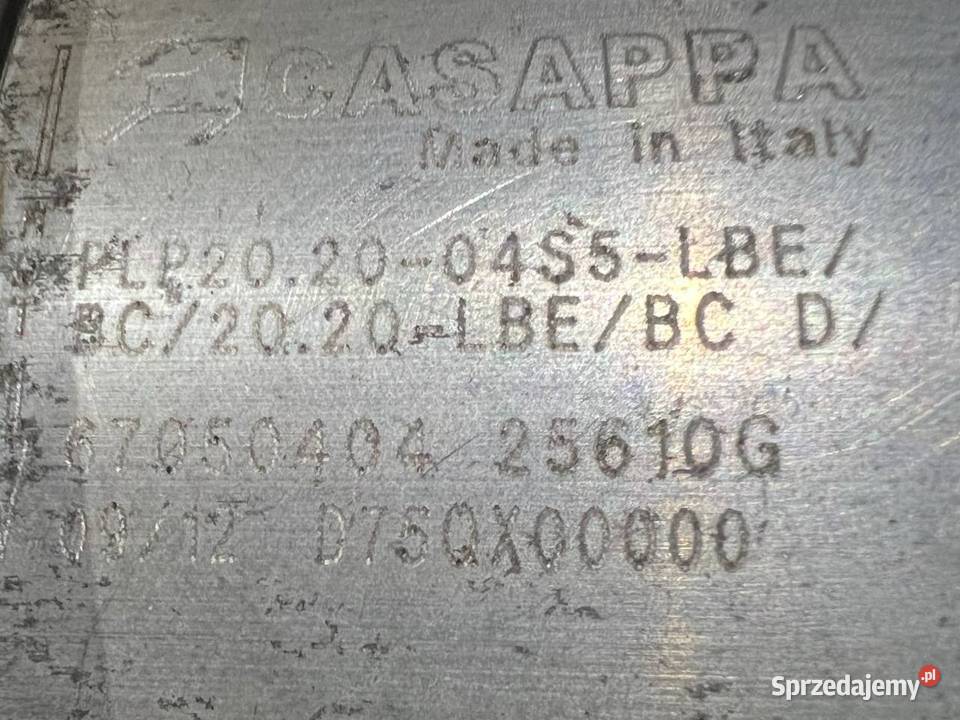 CASAPPA
Made in Italy
PLP20.20-04S5-LBE/
BC/20.20-LBE/BC D/
67050404 25610G
09/12 D75QX00000
Sprzedajemy.pl